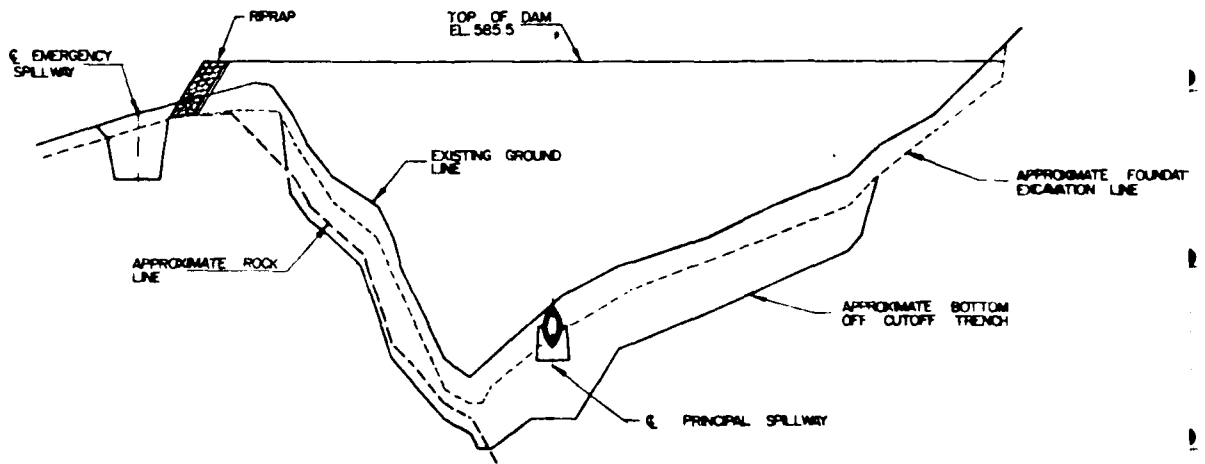 RIPRAP
TOP OF DAM
EL. 585.5
℄ EMERGENCY
SPILLWAY
EXISTING GROUND
LINE
APPROXIMATE FOUNDAT
EXCAVATION LINE
APPROXIMATE ROCK
LINE
APPROXIMATE BOTTOM
OFF CUTOFF TRENCH
℄ PRINCIPAL SPILLWAY